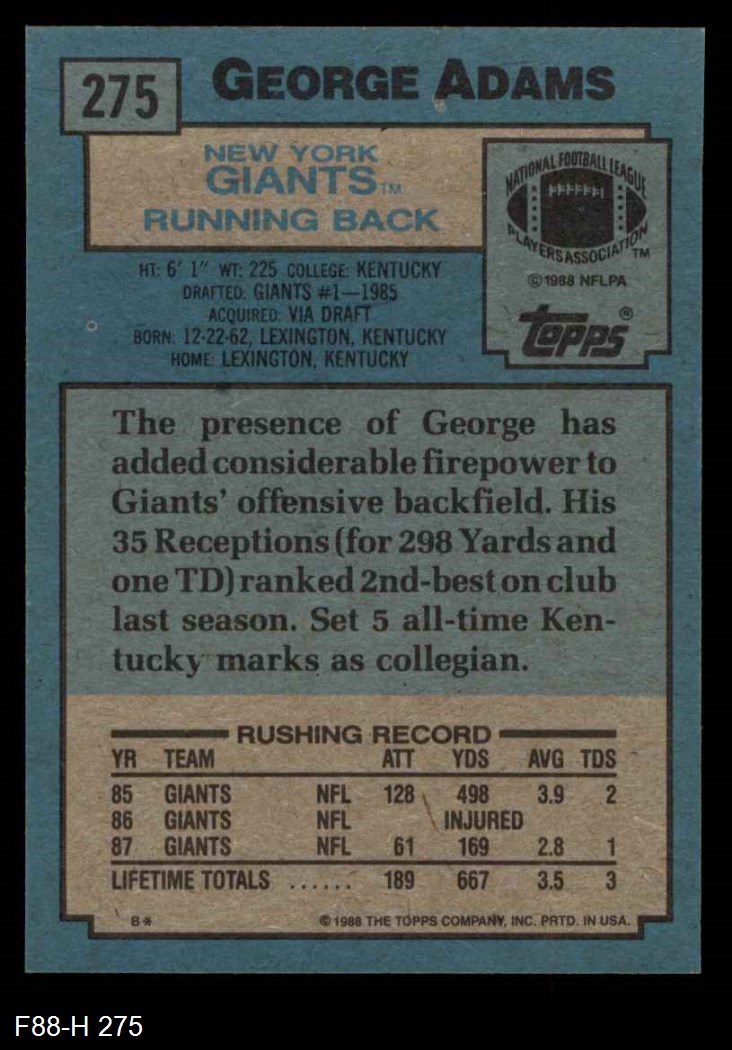 275
GEORGE ADAMS
NEW YORK
GIANTS™
RUNNING BACK
NATIONAL FOOTBALL LEAGUE
PLAYERS ASSOCIATION™
©1988 NFLPA
topps®
HT: 6' 1" WT: 225 COLLEGE: KENTUCKY
DRAFTED: GIANTS #1—1985
ACQUIRED: VIA DRAFT
BORN: 12-22-62, LEXINGTON, KENTUCKY
HOME: LEXINGTON, KENTUCKY
The presence of George has
added considerable firepower to
Giants' offensive backfield. His
35 Receptions (for 298 Yards and
one TD) ranked 2nd-best on club
last season. Set 5 all-time Ken-
tucky marks as collegian.
RUSHING RECORD
YR TEAM ATT YDS AVG TDS
85 GIANTS NFL 128 498 3.9 2
86 GIANTS NFL INJURED
87 GIANTS NFL 61 169 2.8 1
LIFETIME TOTALS ...... 189 667 3.5 3
B* ©1988 THE TOPPS COMPANY, INC. PRTD. IN USA.
F88-H 275